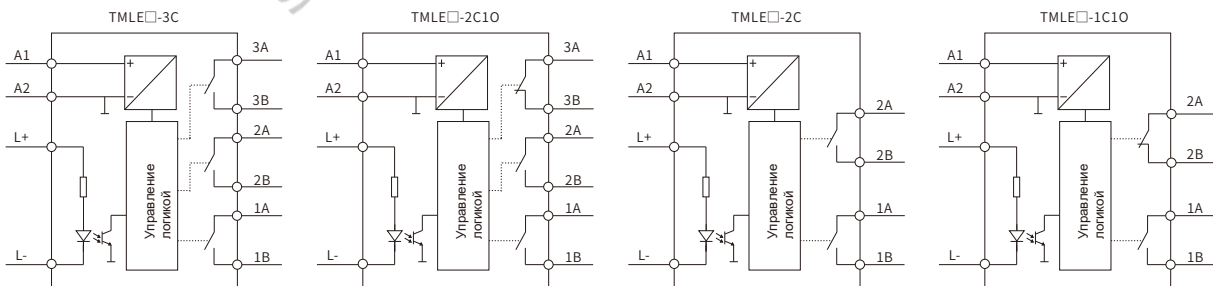 TMLE□-3C
A1
A2
L+
L-
+
−
Управление
логикой
3A
3B
2A
2B
1A
1B
TMLE□-2C1O
A1
A2
L+
L-
+
−
Управление
логикой
3A
3B
2A
2B
1A
1B
TMLE□-2C
A1
A2
L+
L-
+
−
Управление
логикой
2A
2B
1A
1B
TMLE□-1C1O
A1
A2
L+
L-
+
−
Управление
логикой
2A
2B
1A
1B